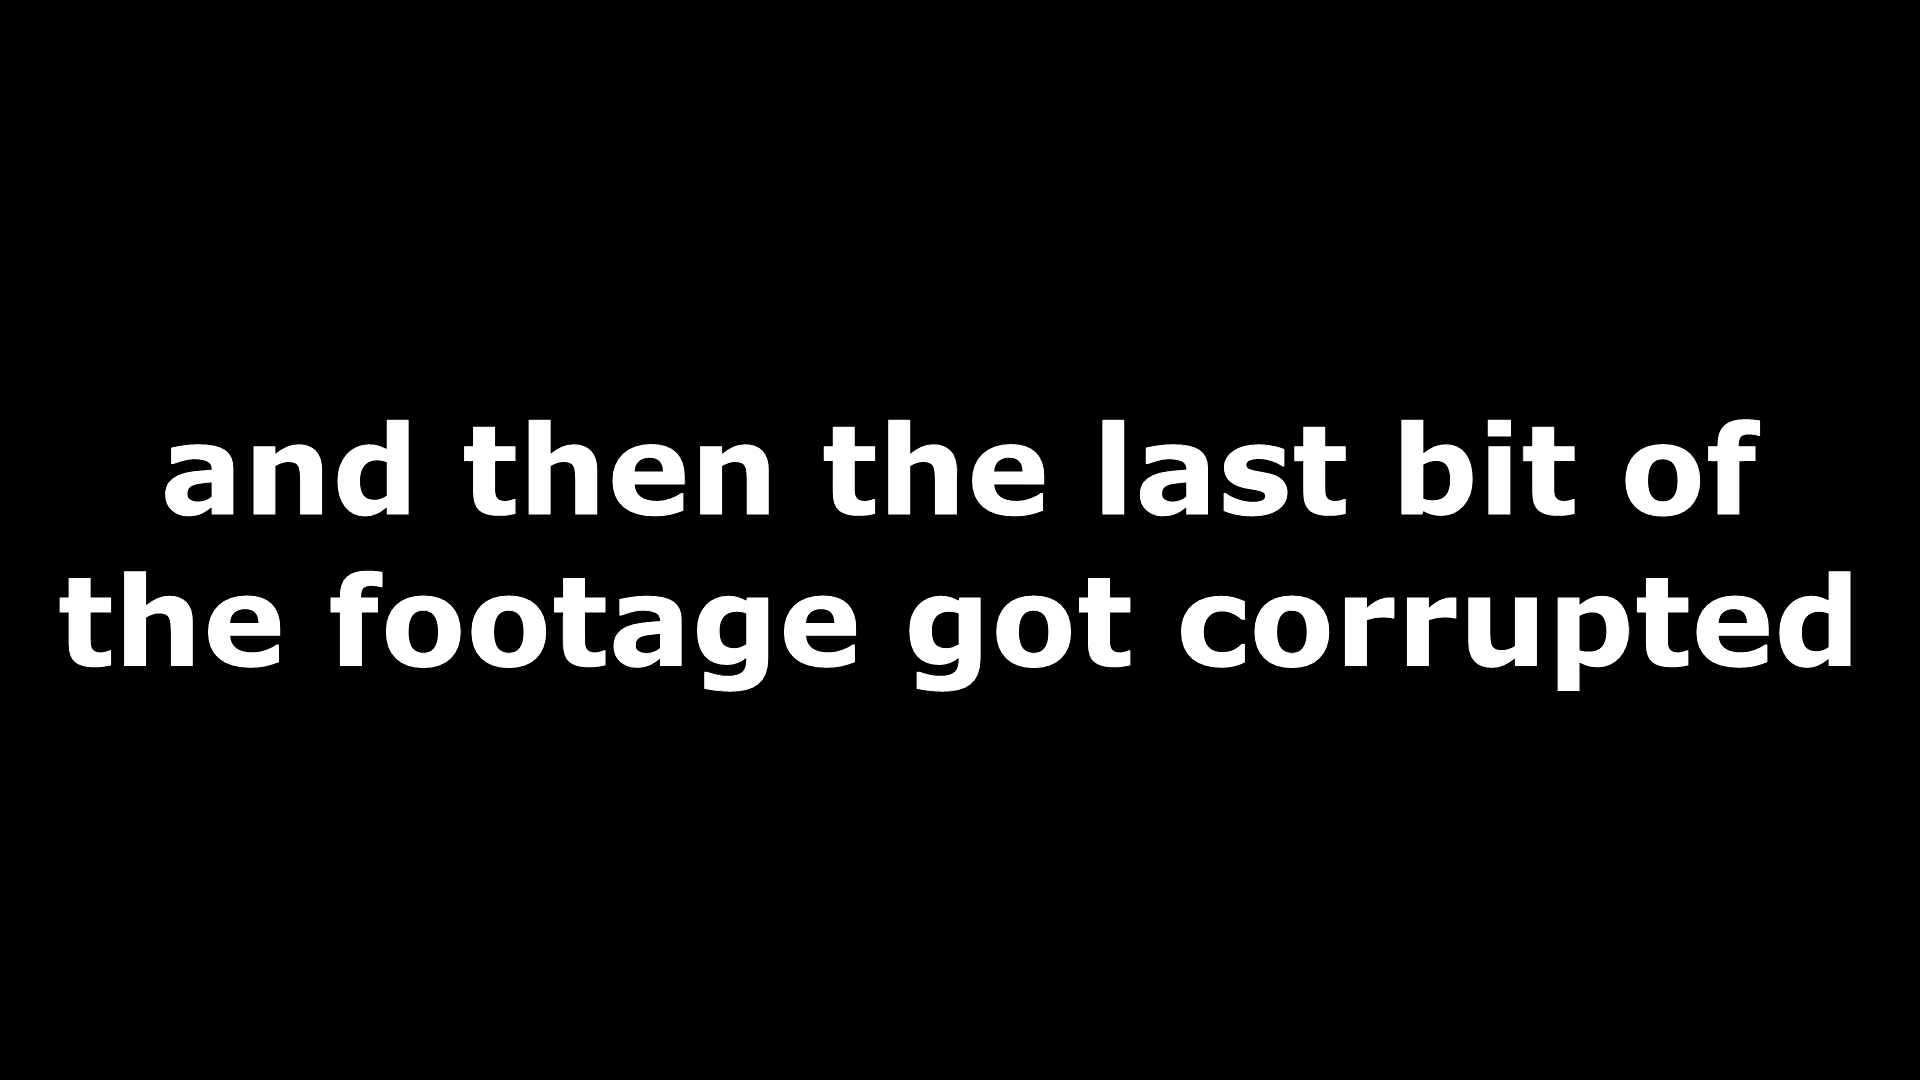 and then the last bit of
the footage got corrupted